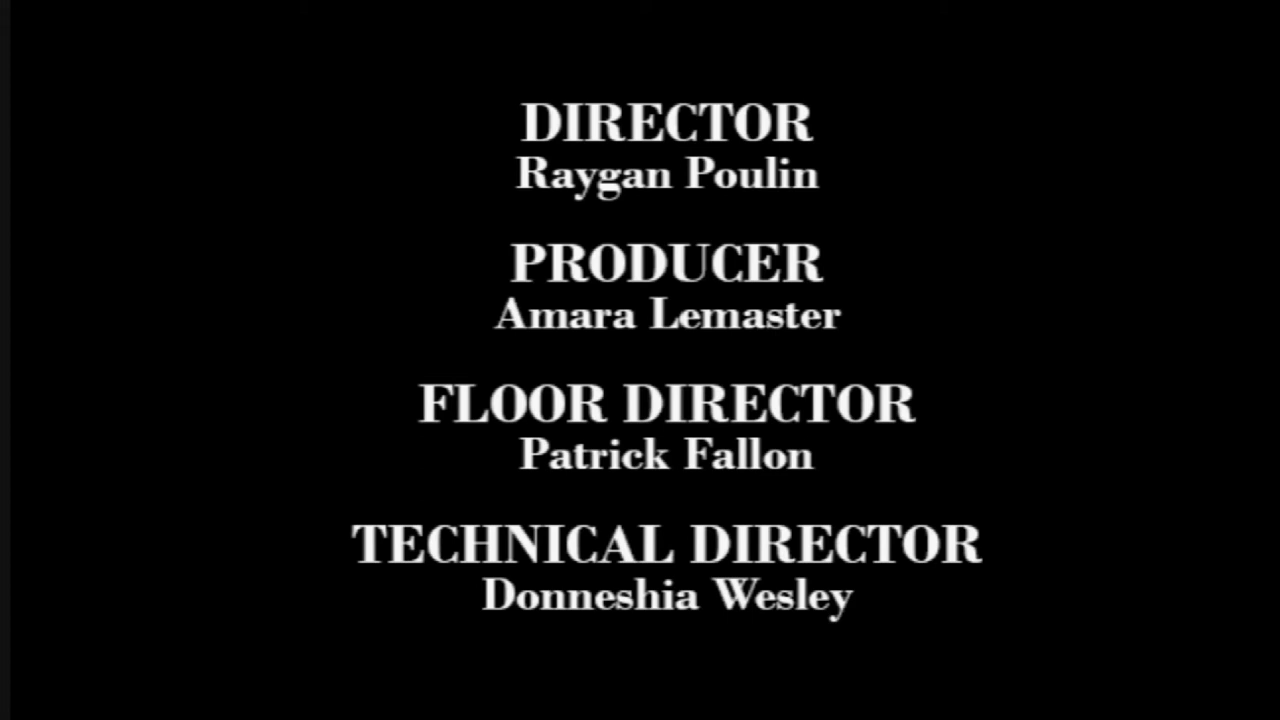 DIRECTOR
Raygan Poulin
PRODUCER
Amara Lemaster
FLOOR DIRECTOR
Patrick Fallon
TECHNICAL DIRECTOR
Donneshia Wesley